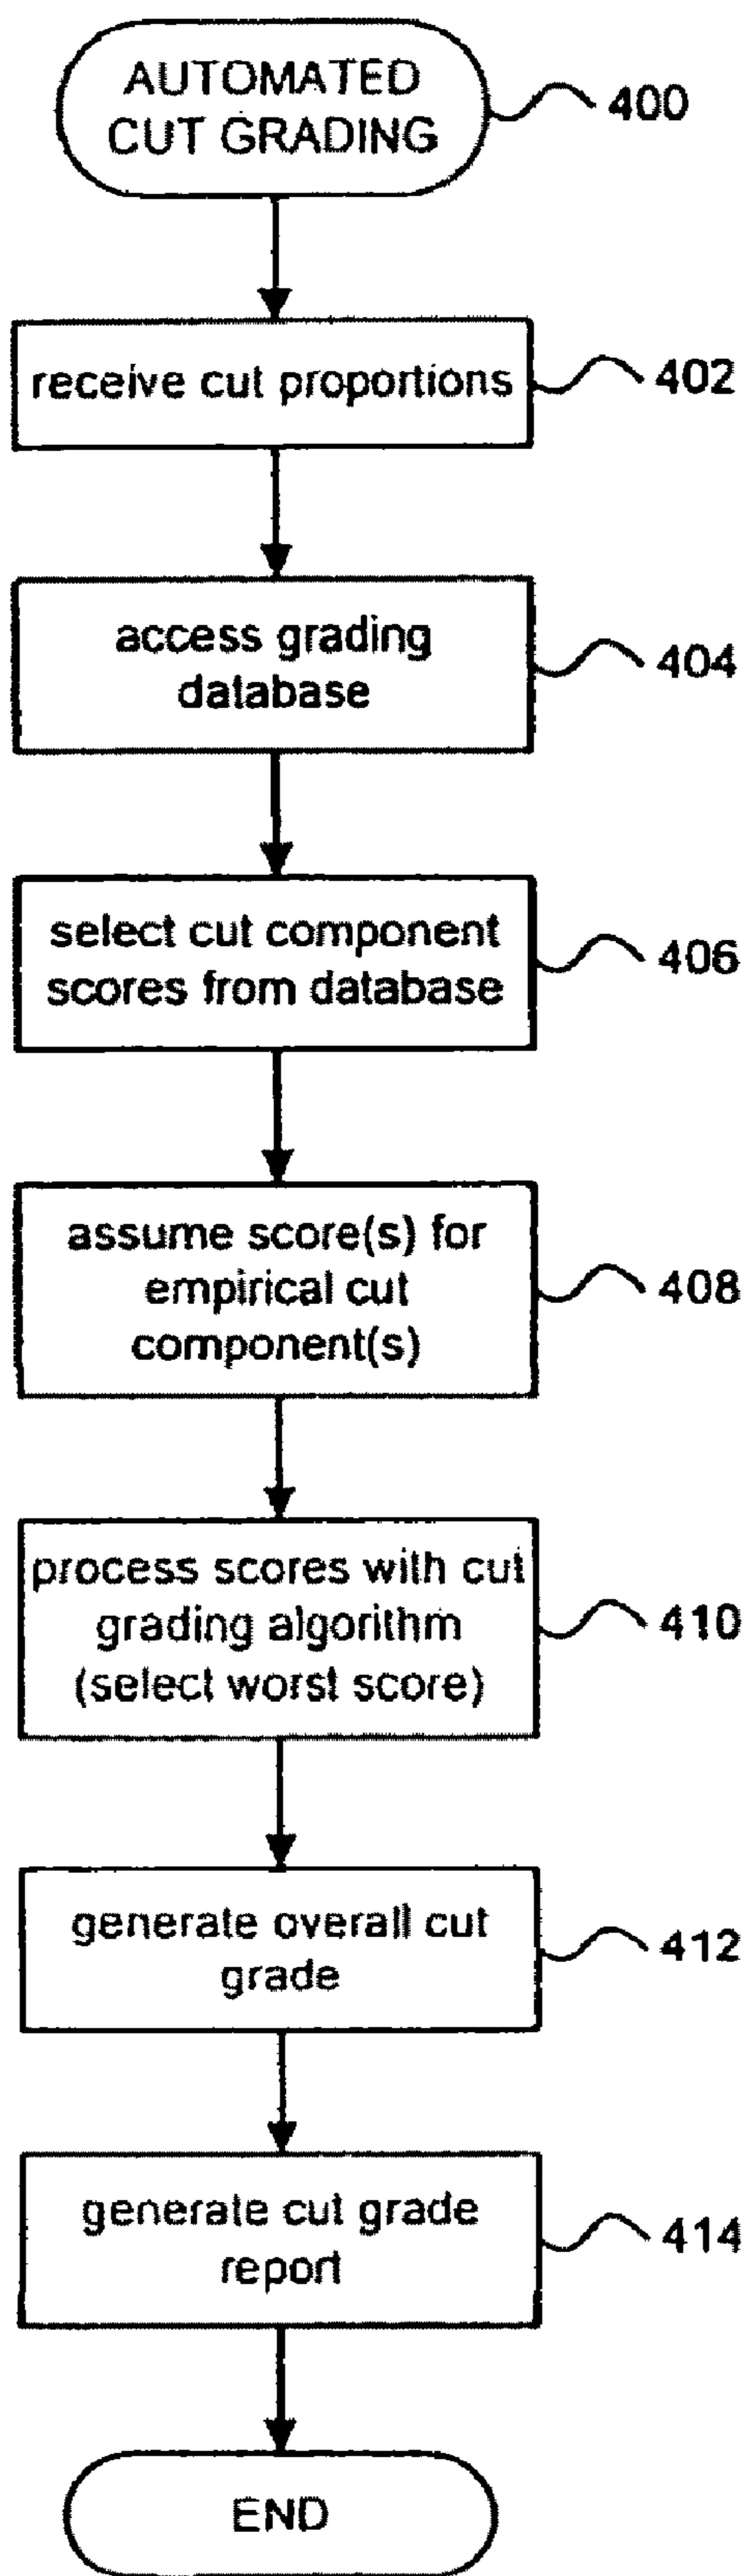 AUTOMATED
CUT GRADING
400
receive cut proportions
402
access grading
database
404
select cut component
scores from database
406
assume score(s) for
empirical cut
component(s)
408
process scores with cut
grading algorithm
(select worst score)
410
generate overall cut
grade
412
generate cut grade
report
414
END